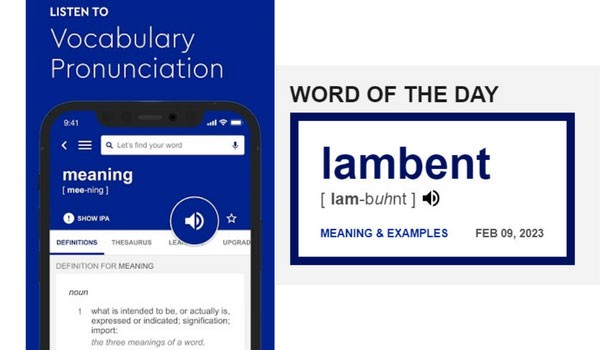 LISTEN TO
Vocabulary
Pronunciation
9:41
Let's find your word
meaning
[ mee-ning ]
SHOW IPA
DEFINITIONS THESAURUS LEA UPGRAD
DEFINITION FOR MEANING
noun
1 what is intended to be, or actually is,
expressed or indicated; signification;
import:
the three meanings of a word.
WORD OF THE DAY
lambent
[ lam-buhnt ]
MEANING & EXAMPLES FEB 09, 2023